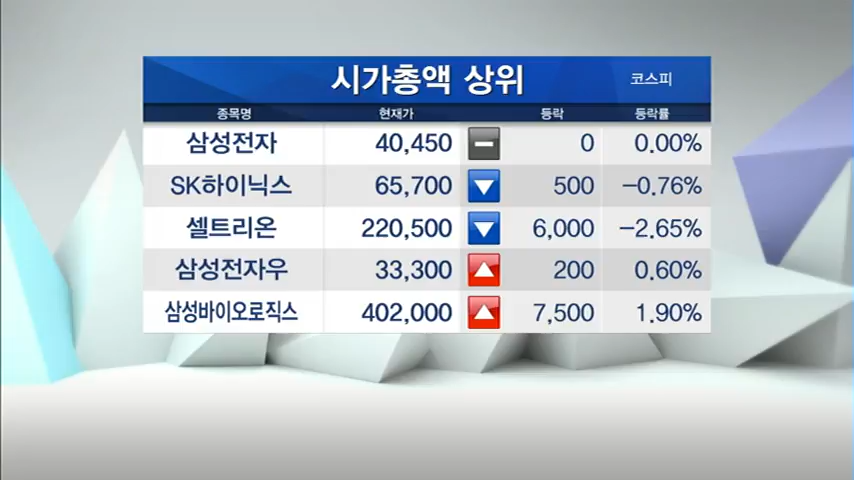 시가총액 상위 코스피
종목명 현재가 등락 등락률
삼성전자 40,450 0 0.00%
SK하이닉스 65,700 500 -0.76%
셀트리온 220,500 6,000 -2.65%
삼성전자우 33,300 200 0.60%
삼성바이오로직스 402,000 7,500 1.90%